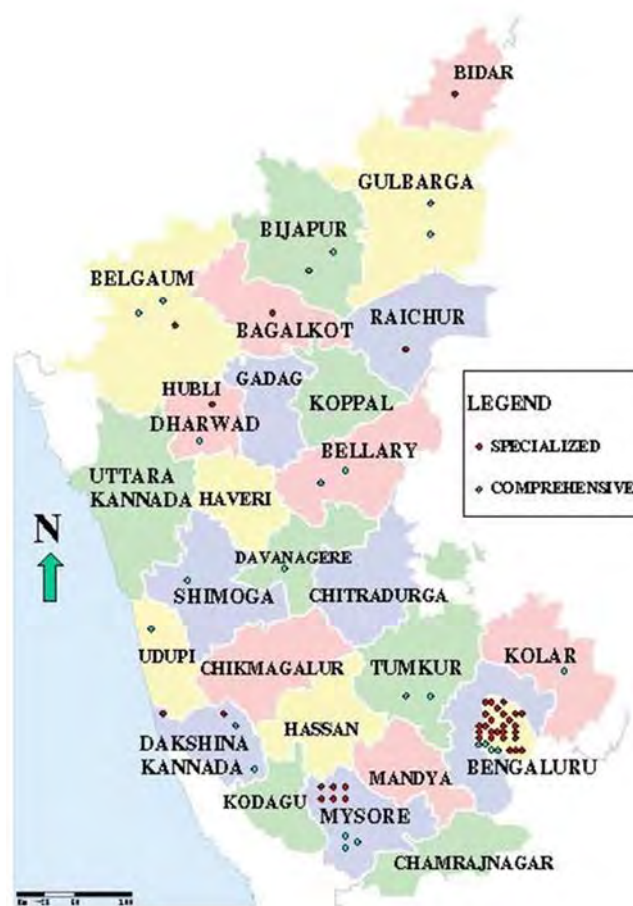 BIDAR
GULBARGA
BIJAPUR
BELGAUM
BAGALKOT
RAICHUR
GADAG
HUBLI
KOPPAL
DHARWAD
BELLARY
UTTARA
KANNADA
HAVERI
DAVANAGERE
SHIMOGA
CHITRADURGA
UDUPI
CHIKMAGALUR
TUMKUR
KOLAR
HASSAN
DAKSHINA
KANNADA
BENGALURU
MANDYA
KODAGU
MYSORE
CHAMRAJNAGAR
LEGEND
SPECIALIZED
COMPREHENSIVE
N